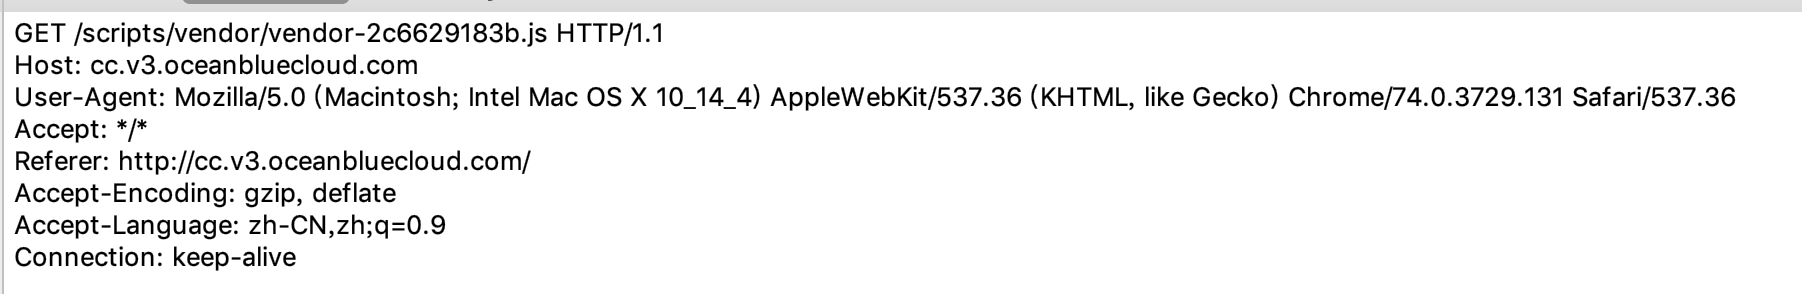 GET /scripts/vendor/vendor-2c6629183b.js HTTP/1.1
Host: cc.v3.oceanbluecloud.com
User-Agent: Mozilla/5.0 (Macintosh; Intel Mac OS X 10_14_4) AppleWebKit/537.36 (KHTML, like Gecko) Chrome/74.0.3729.131 Safari/537.36
Accept: */*
Referer: http://cc.v3.oceanbluecloud.com/
Accept-Encoding: gzip, deflate
Accept-Language: zh-CN,zh;q=0.9
Connection: keep-alive